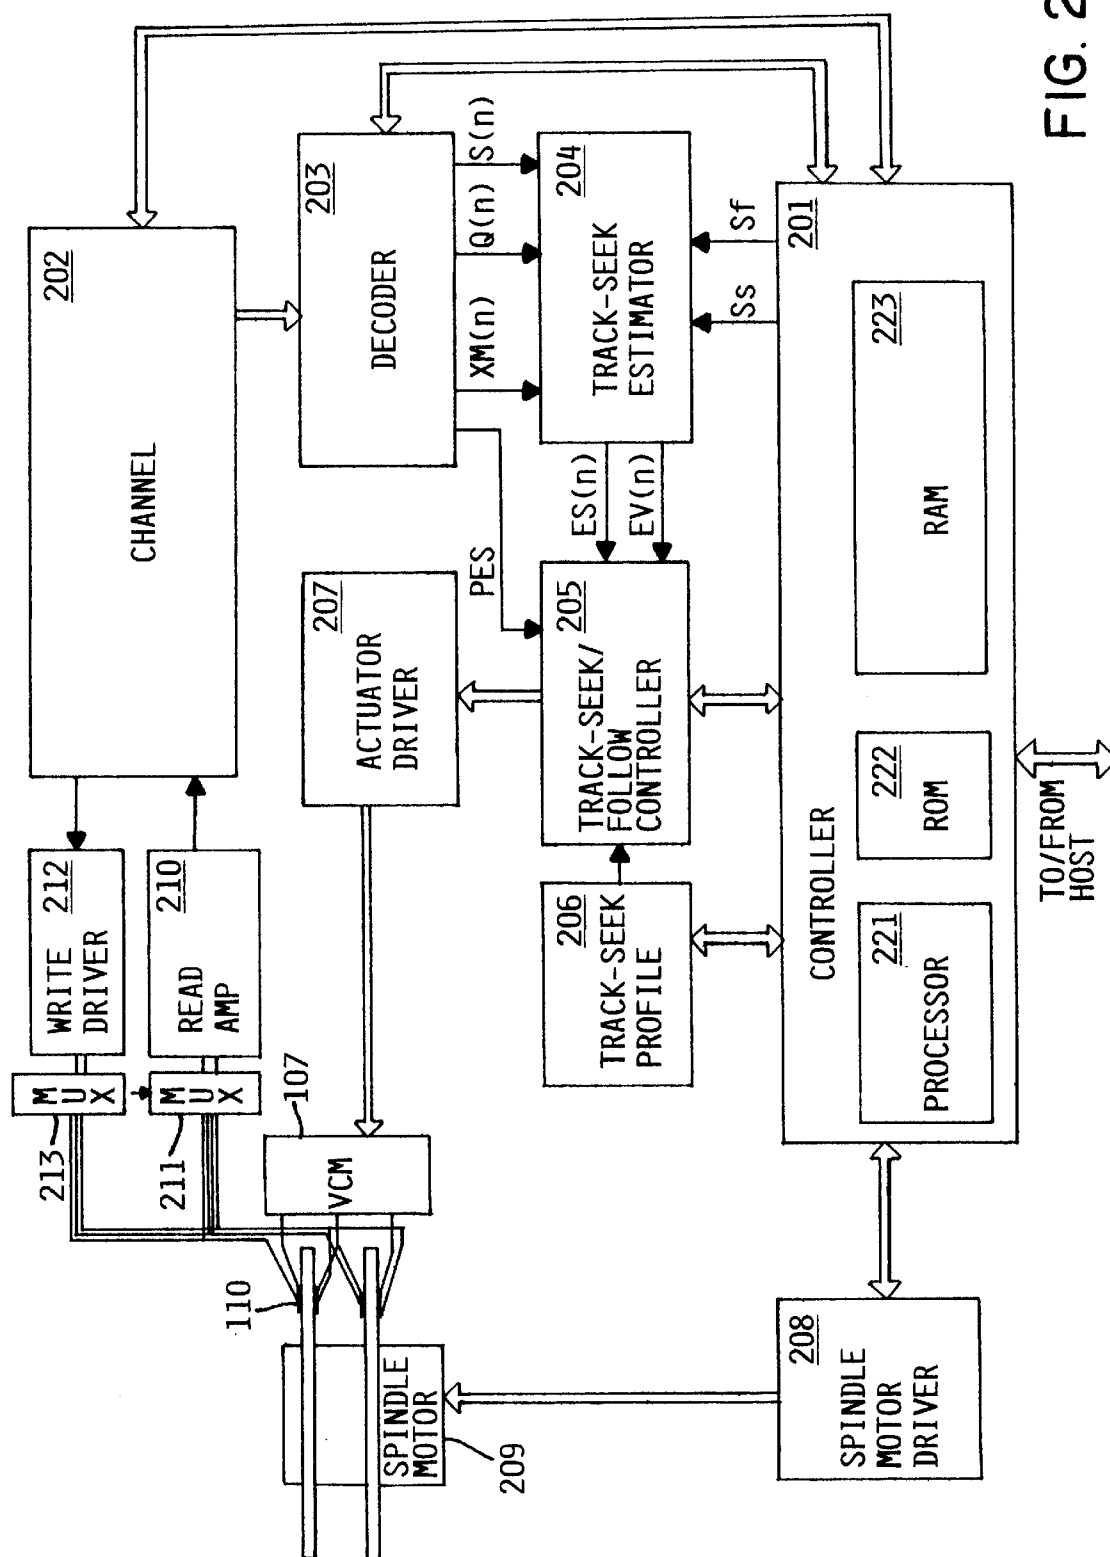 213
MUX
WRITE
DRIVER
212
211
MUX
READ
AMP
210
CHANNEL
202
110
107
VCM
SPINDLE
MOTOR
209
ACTUATOR
DRIVER
207
DECODER
203
PES
XM(n)
Q(n)
S(n)
TRACK-SEEK
PROFILE
206
TRACK-SEEK/
FOLLOW
CONTROLLER
205
ES(n)
EV(n)
TRACK-SEEK
ESTIMATOR
204
Ss
Sf
SPINDLE
MOTOR
DRIVER
208
CONTROLLER
201
PROCESSOR
221
ROM
222
RAM
223
TO/FROM
HOST
FIG. 2